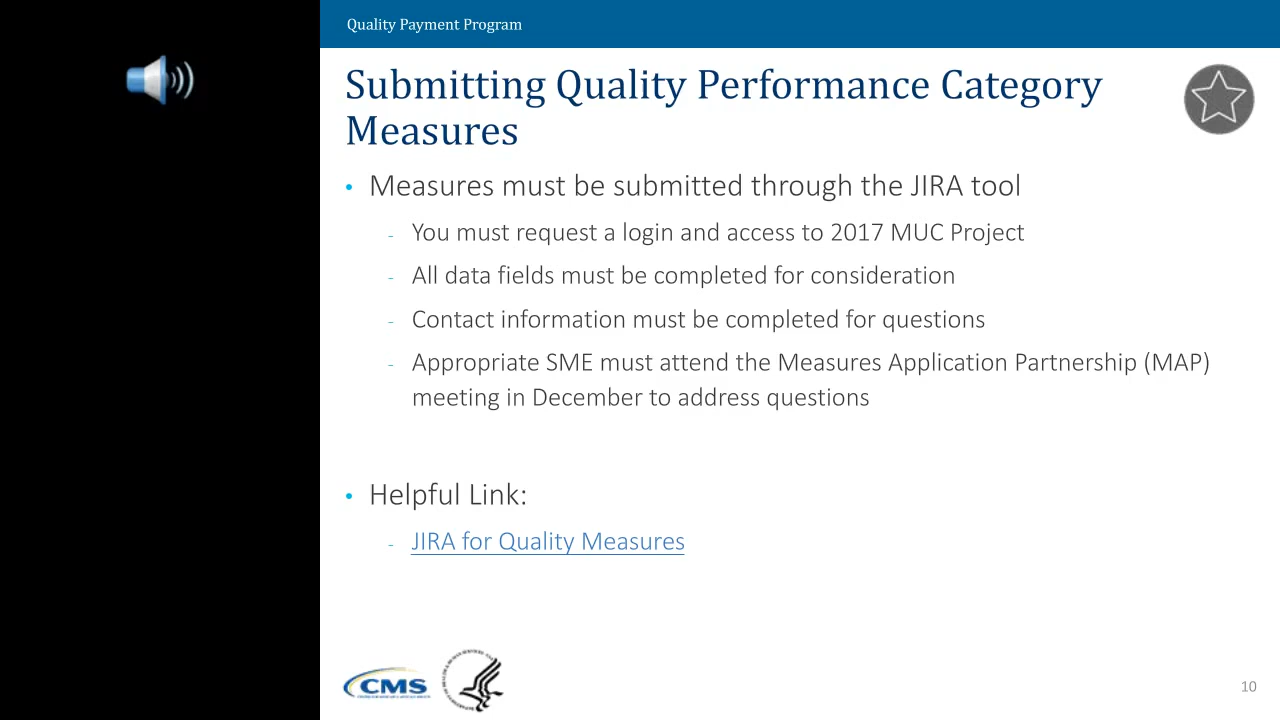 Quality Payment Program
Submitting Quality Performance Category
Measures
• Measures must be submitted through the JIRA tool
- You must request a login and access to 2017 MUC Project
- All data fields must be completed for consideration
- Contact information must be completed for questions
- Appropriate SME must attend the Measures Application Partnership (MAP)
meeting in December to address questions
• Helpful Link:
- JIRA for Quality Measures
CMS
10